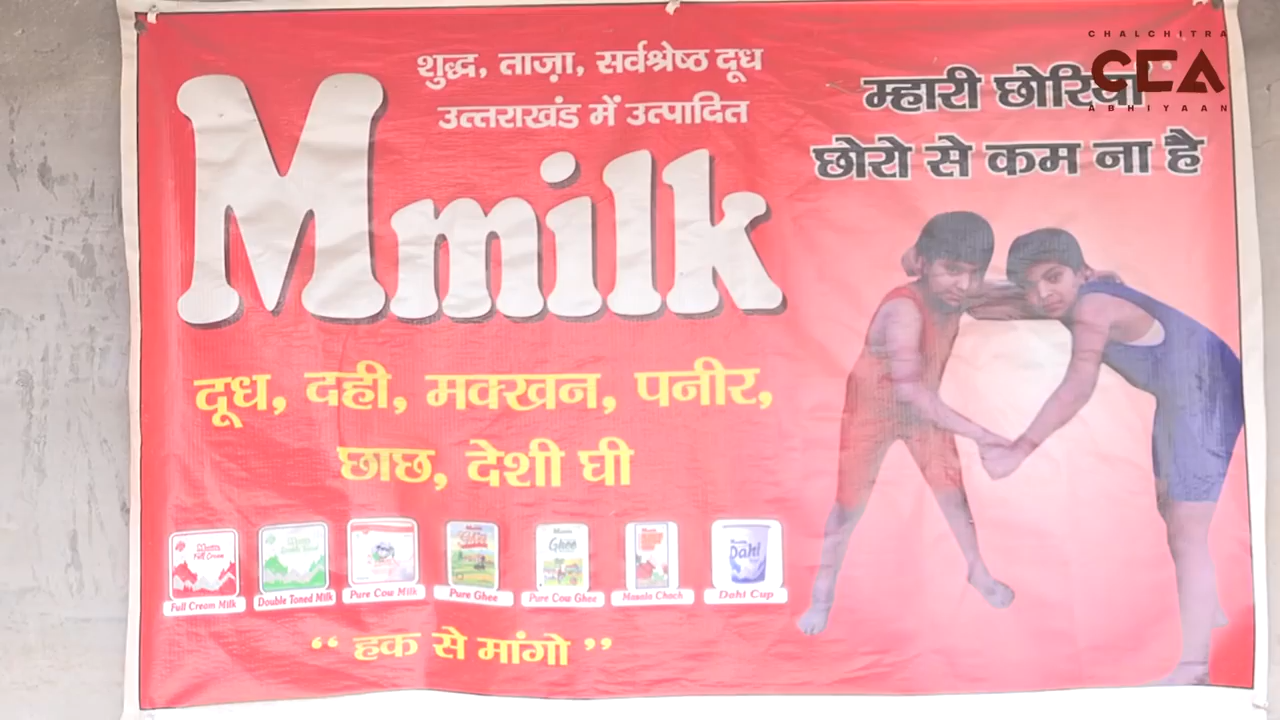 शुद्ध, ताज़ा, सर्वश्रेष्ठ दूध
उत्तराखंड में उत्पादित
Mmilk
दूध, दही, मक्खन, पनीर,
छाछ, देशी घी
Full Cream Milk
Double Toned Milk
Pure Cow Milk
Pure Ghee
Pure Cow Ghee
Masala Chach
Dahi Cup
“ हक से मांगो ”
म्हारी छोरियां
छोरो से कम ना है
CHALCHITRA
CEA
ABHIYAAN